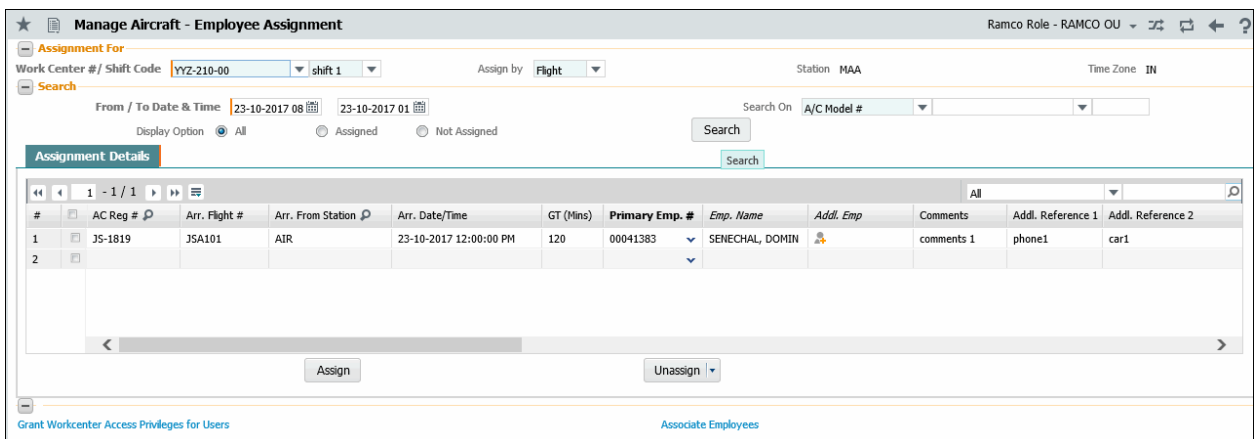 Manage Aircraft - Employee Assignment Ramco Role - RAMCO OU
Assignment For
Work Center #/ Shift Code YYZ-210-00 shift 1 Assign by Flight Station MAA Time Zone IN
Search
From / To Date & Time 23-10-2017 08 23-10-2017 01 Search On A/C Model #
Display Option All Assigned Not Assigned Search
Assignment Details Search
1 - 1 / 1 All
# AC Reg # Arr. Flight # Arr. From Station Arr. Date/Time GT (Mins) Primary Emp. # Emp. Name Addl. Emp Comments Addl. Reference 1 Addl. Reference 2
1 JS-1819 JSA101 AIR 23-10-2017 12:00:00 PM 120 00041383 SENECHAL, DOMIN comments 1 phone1 car1
2
Assign Unassign
Grant Workcenter Access Privileges for Users Associate Employees